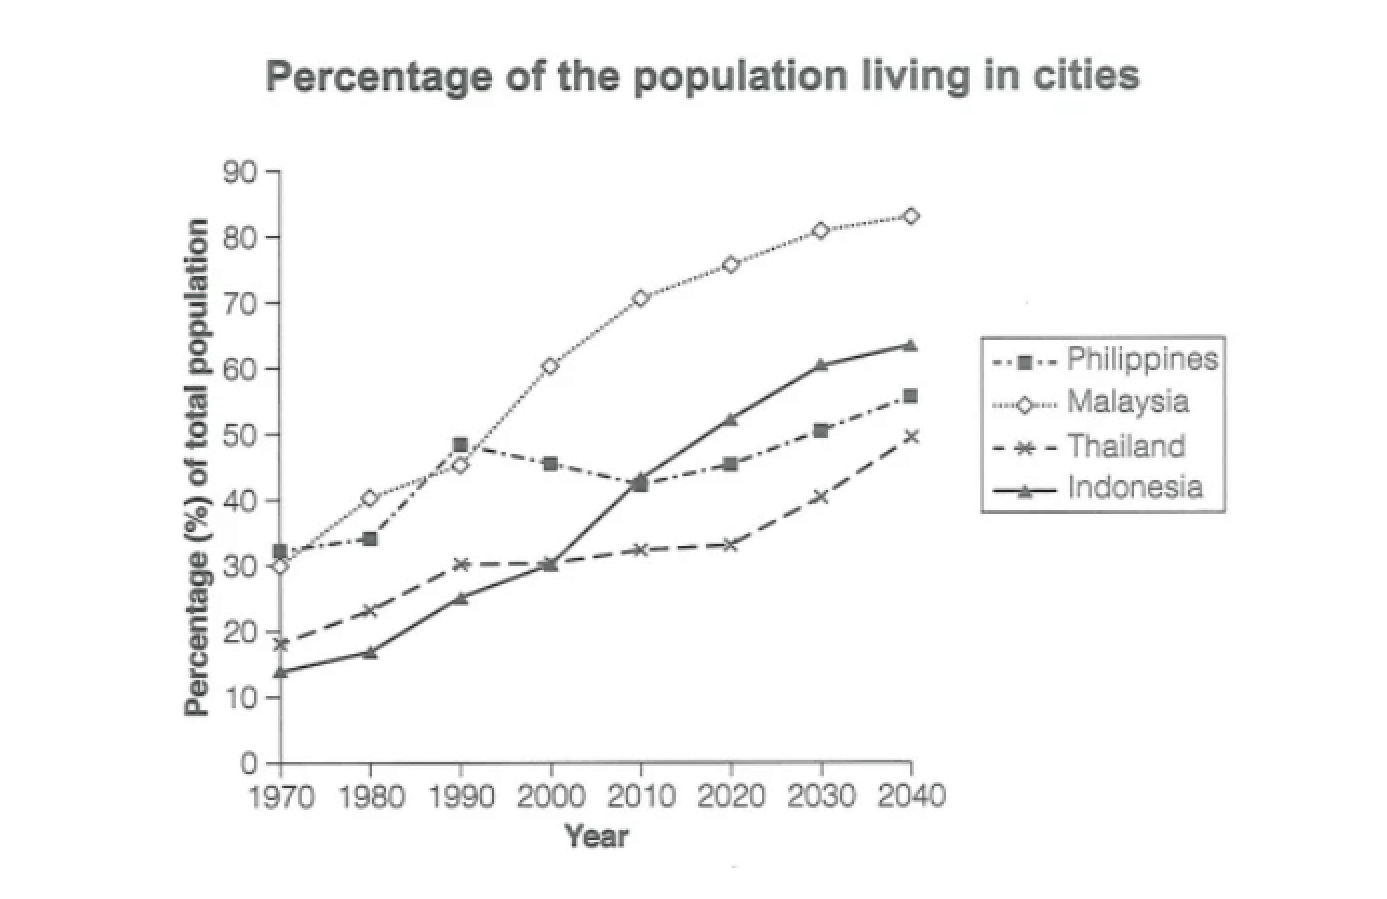 Percentage of the population living in cities
Percentage (%) of total population
90
80
70
60
50
40
30
20
10
0
1970 1980 1990 2000 2010 2020 2030 2040
Year
Philippines
Malaysia
Thailand
Indonesia